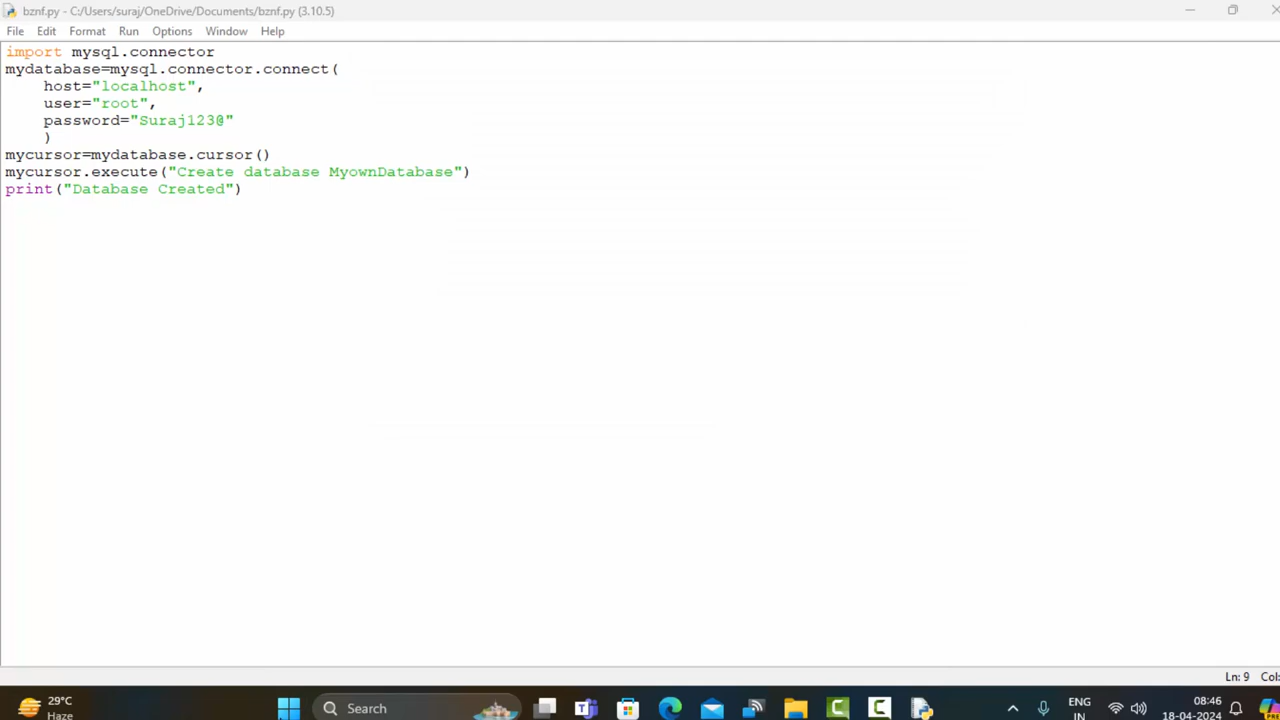 bznf.py - C:/Users/suraj/OneDrive/Documents/bznf.py (3.10.5)
File Edit Format Run Options Window Help
import mysql.connector
mydatabase=mysql.connector.connect(
    host="localhost",
    user="root",
    password="Suraj123@"
    )
mycursor=mydatabase.cursor()
mycursor.execute("Create database MyownDatabase")
print("Database Created")
Ln: 9 Col:
29°C
Haze
Search
ENG
IN
08:46
18-04-2024